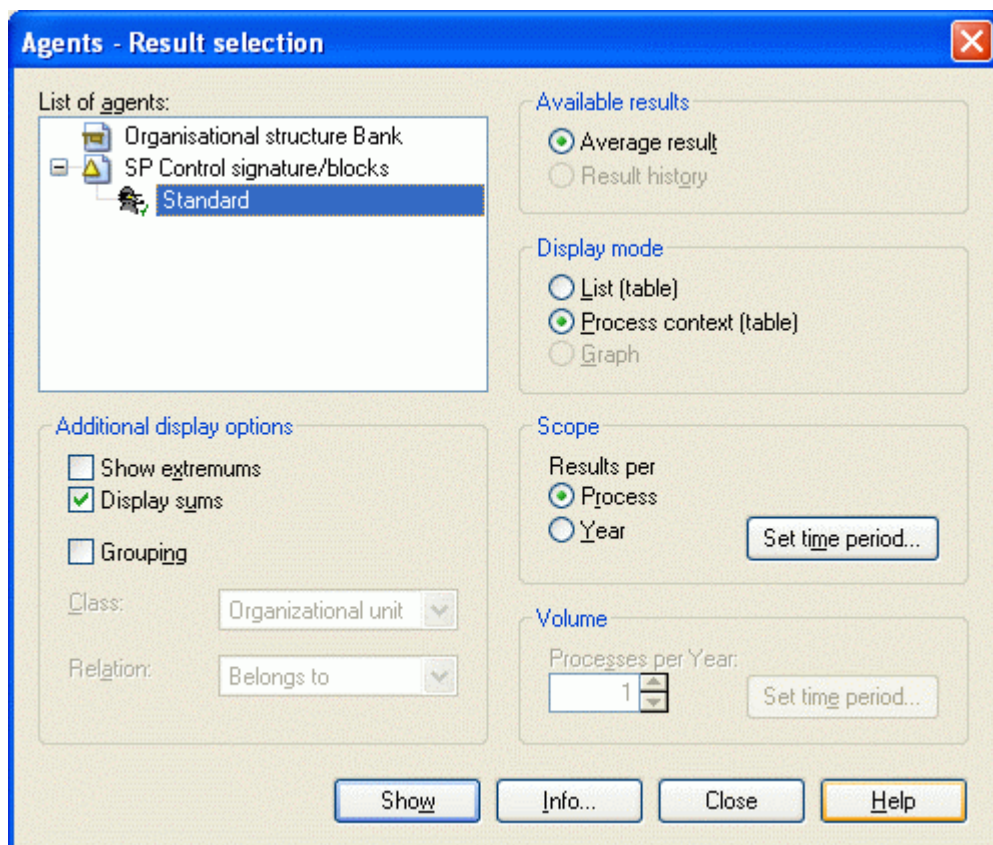 Agents - Result selection
List of agents:
Organisational structure Bank
SP Control signature/blocks
Standard
Available results
Average result
Result history
Display mode
List (table)
Process context (table)
Graph
Additional display options
Show extremums
Display sums
Grouping
Class:
Organizational unit
Relation:
Belongs to
Scope
Results per
Process
Year
Set time period...
Volume
Processes per Year:
1
Set time period...
Show
Info...
Close
Help